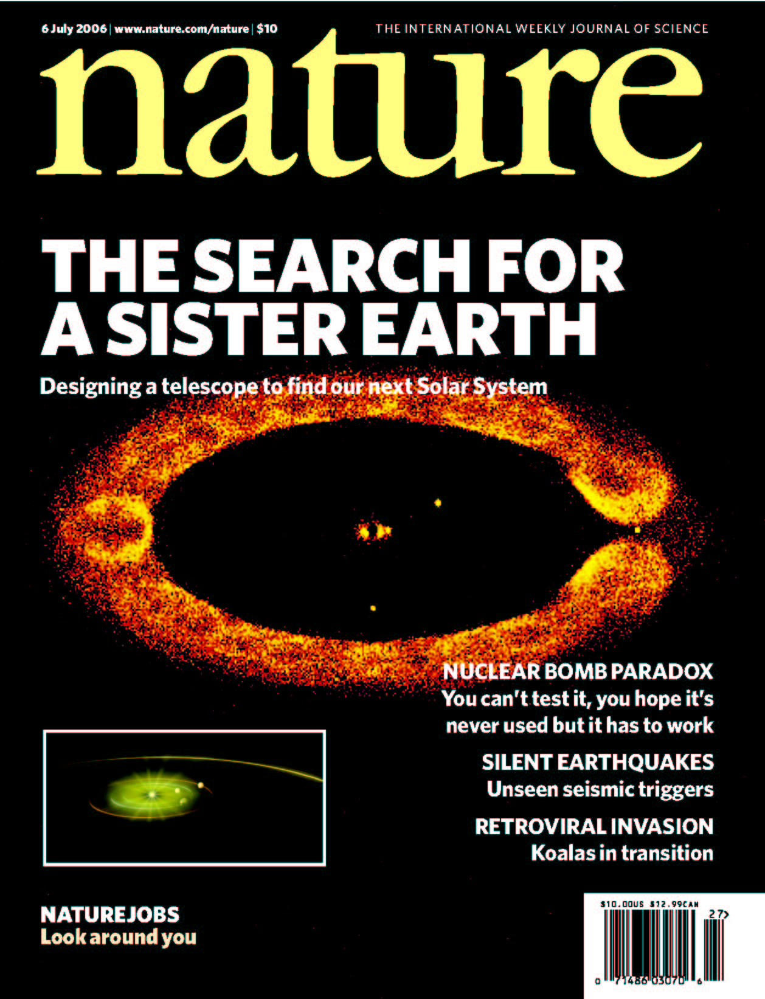 6 July 2006 | www.nature.com/nature | $10
THE INTERNATIONAL WEEKLY JOURNAL OF SCIENCE
nature
THE SEARCH FOR
A SISTER EARTH
Designing a telescope to find our next Solar System
NUCLEAR BOMB PARADOX
You can't test it, you hope it's
never used but it has to work
SILENT EARTHQUAKES
Unseen seismic triggers
RETROVIRAL INVASION
Koalas in transition
NATUREJOBS
Look around you
$10.00US $12.99CAN
27>
0 71486 03070 6